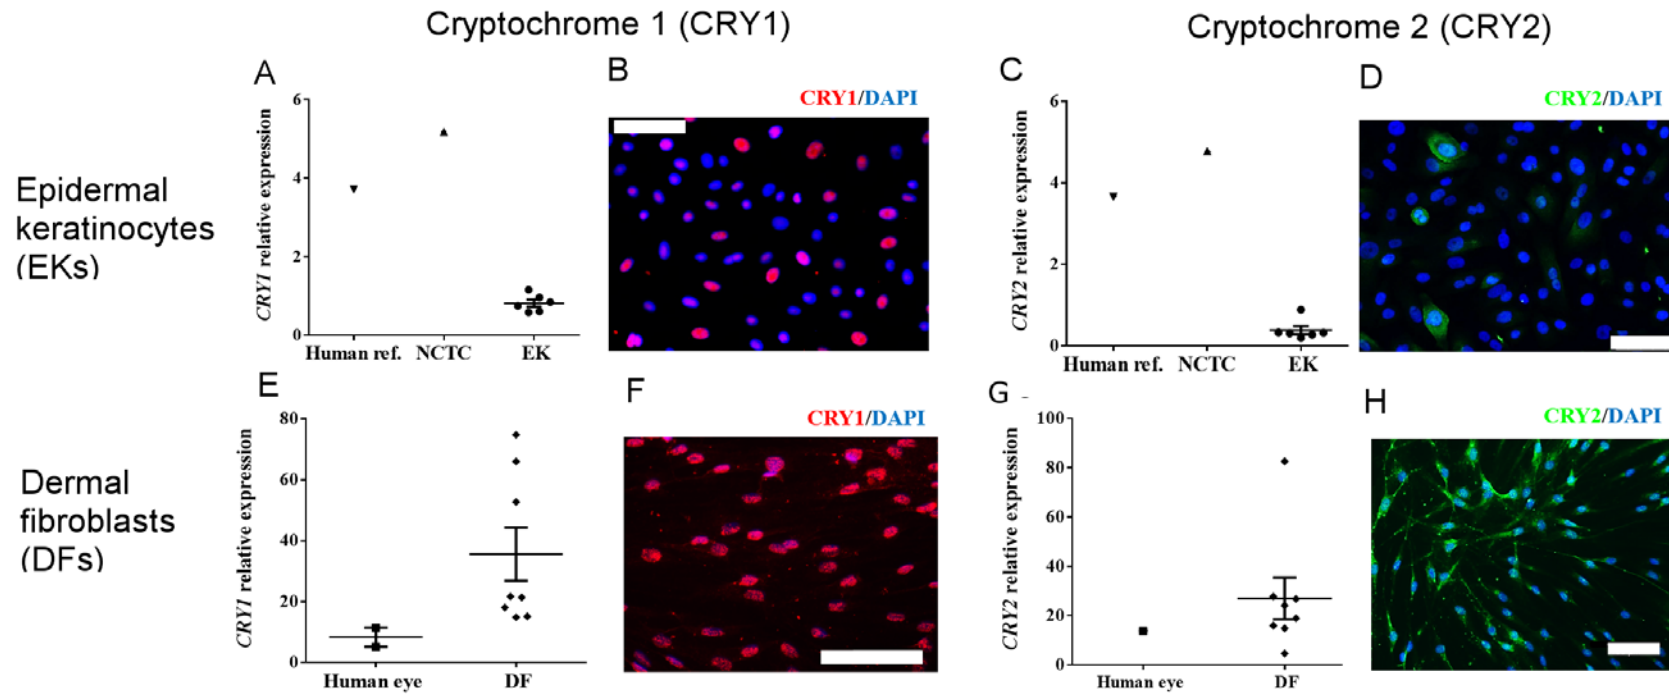 Cryptochrome 1 (CRY1)
Cryptochrome 2 (CRY2)
Epidermal
keratinocytes
(EKs)
A
CRY1 relative expression
6
4
2
0
Human ref. NCTC EK
B
CRY1/DAPI
C
CRY2 relative expression
6
4
2
0
Human ref. NCTC EK
D
CRY2/DAPI
Dermal
fibroblasts
(DFs)
E
CRY1 relative expression
80
60
40
20
0
Human eye DF
F
CRY1/DAPI
G
CRY2 relative expression
100
80
60
40
20
0
Human eye DF
H
CRY2/DAPI